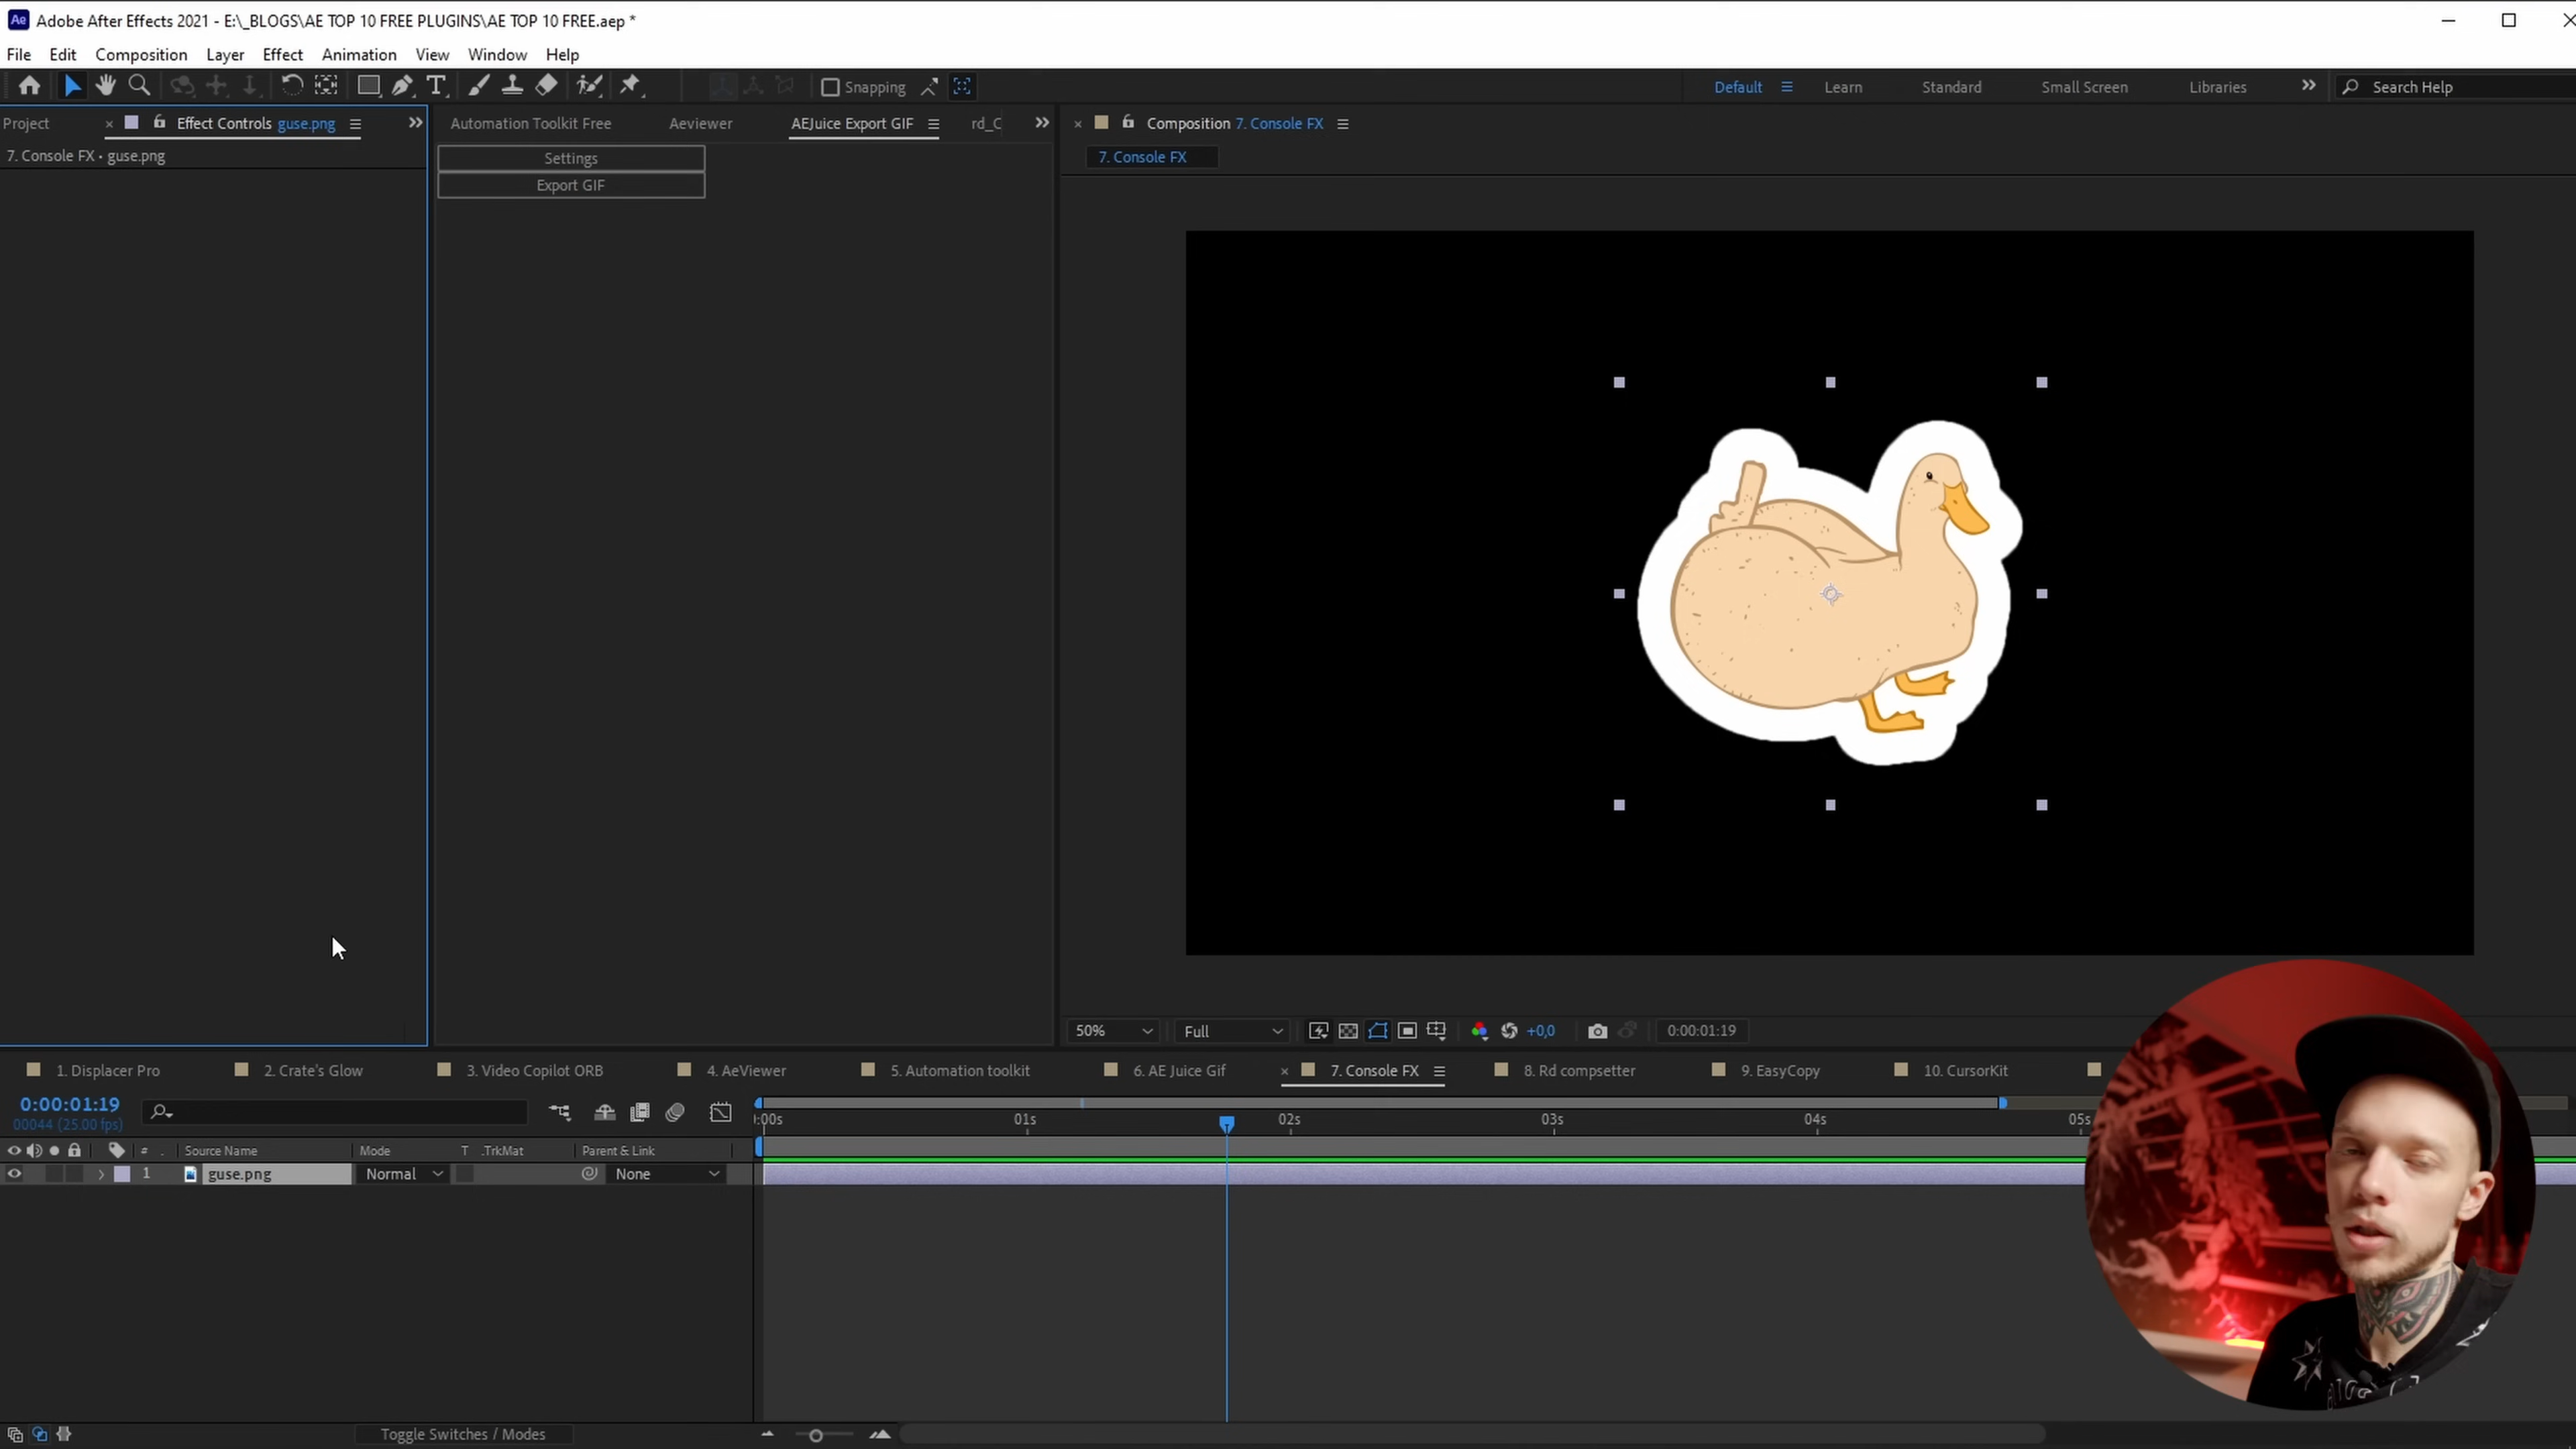 Ae Adobe After Effects 2021 - E:\_BLOGS\AE TOP 10 FREE PLUGINS\AE TOP 10 FREE.aep *
File Edit Composition Layer Effect Animation View Window Help
Snapping Default Learn Standard Small Screen Libraries Search Help
Project Effect Controls guse.png Automation Toolkit Free Aeviewer AEJuice Export GIF rd_C Composition 7. Console FX
7. Console FX • guse.png
Settings
7. Console FX
Export GIF
50% Full +0,0 0:00:01:19
1. Displacer Pro 2. Crate's Glow 3. Video Copilot ORB 4. AeViewer 5. Automation toolkit 6. AE Juice Gif 7. Console FX 8. Rd compsetter 9. EasyCopy 10. CursorKit
0:00:01:19
00044 (25.00 fps)
:00s 01s 02s 03s 04s 05s
# . Source Name Mode T .TrkMat Parent & Link
1 guse.png Normal None
Toggle Switches / Modes